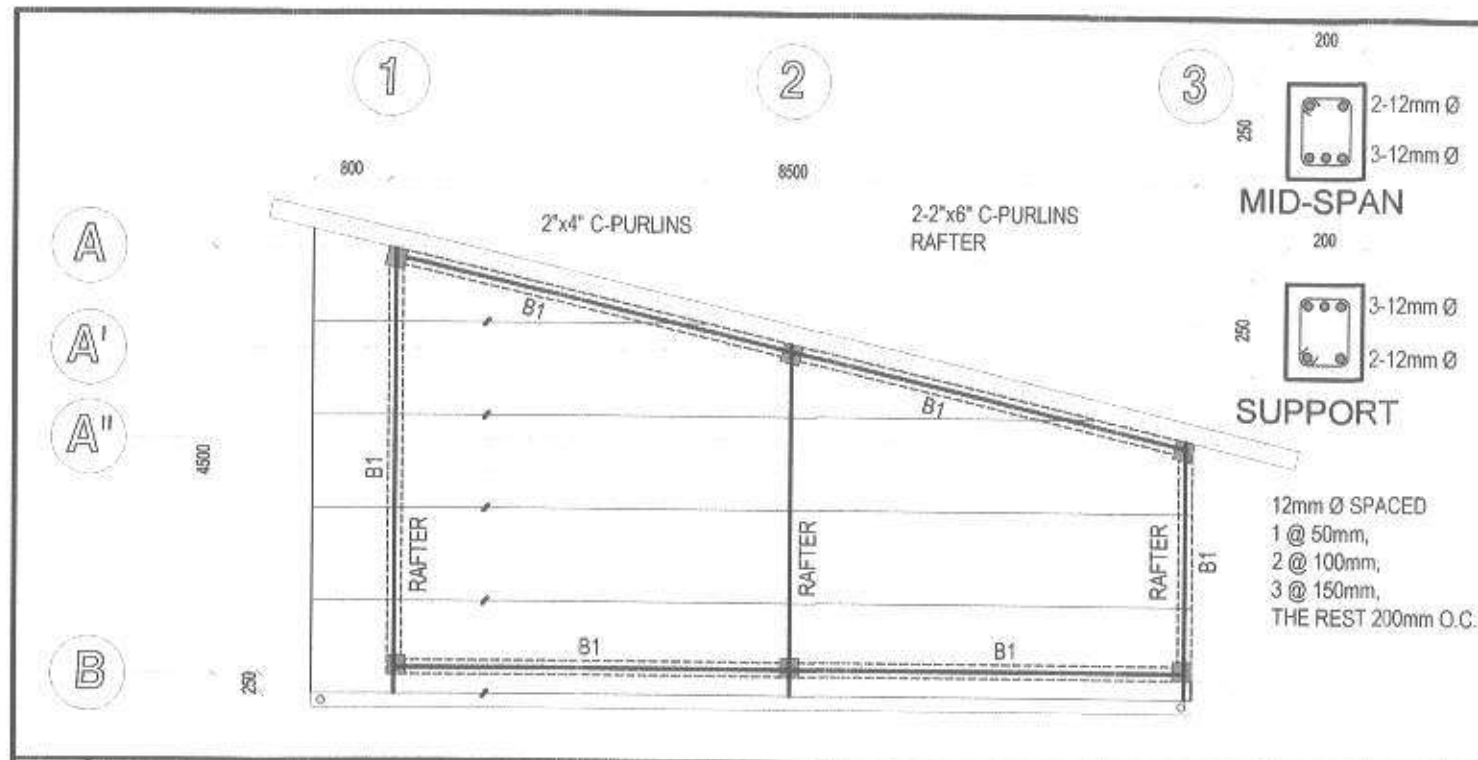 1
2
3
200
2-12mm Ø
250
3-12mm Ø
MID-SPAN
800
8500
2"x4" C-PURLINS
2-2"x6" C-PURLINS
RAFTER
200
3-12mm Ø
250
2-12mm Ø
SUPPORT
A
A'
A"
B
4500
250
B1
B1
B1
RAFTER
RAFTER
RAFTER
B1
B1
B1
12mm Ø SPACED
1 @ 50mm,
2 @ 100mm,
3 @ 150mm,
THE REST 200mm O.C.